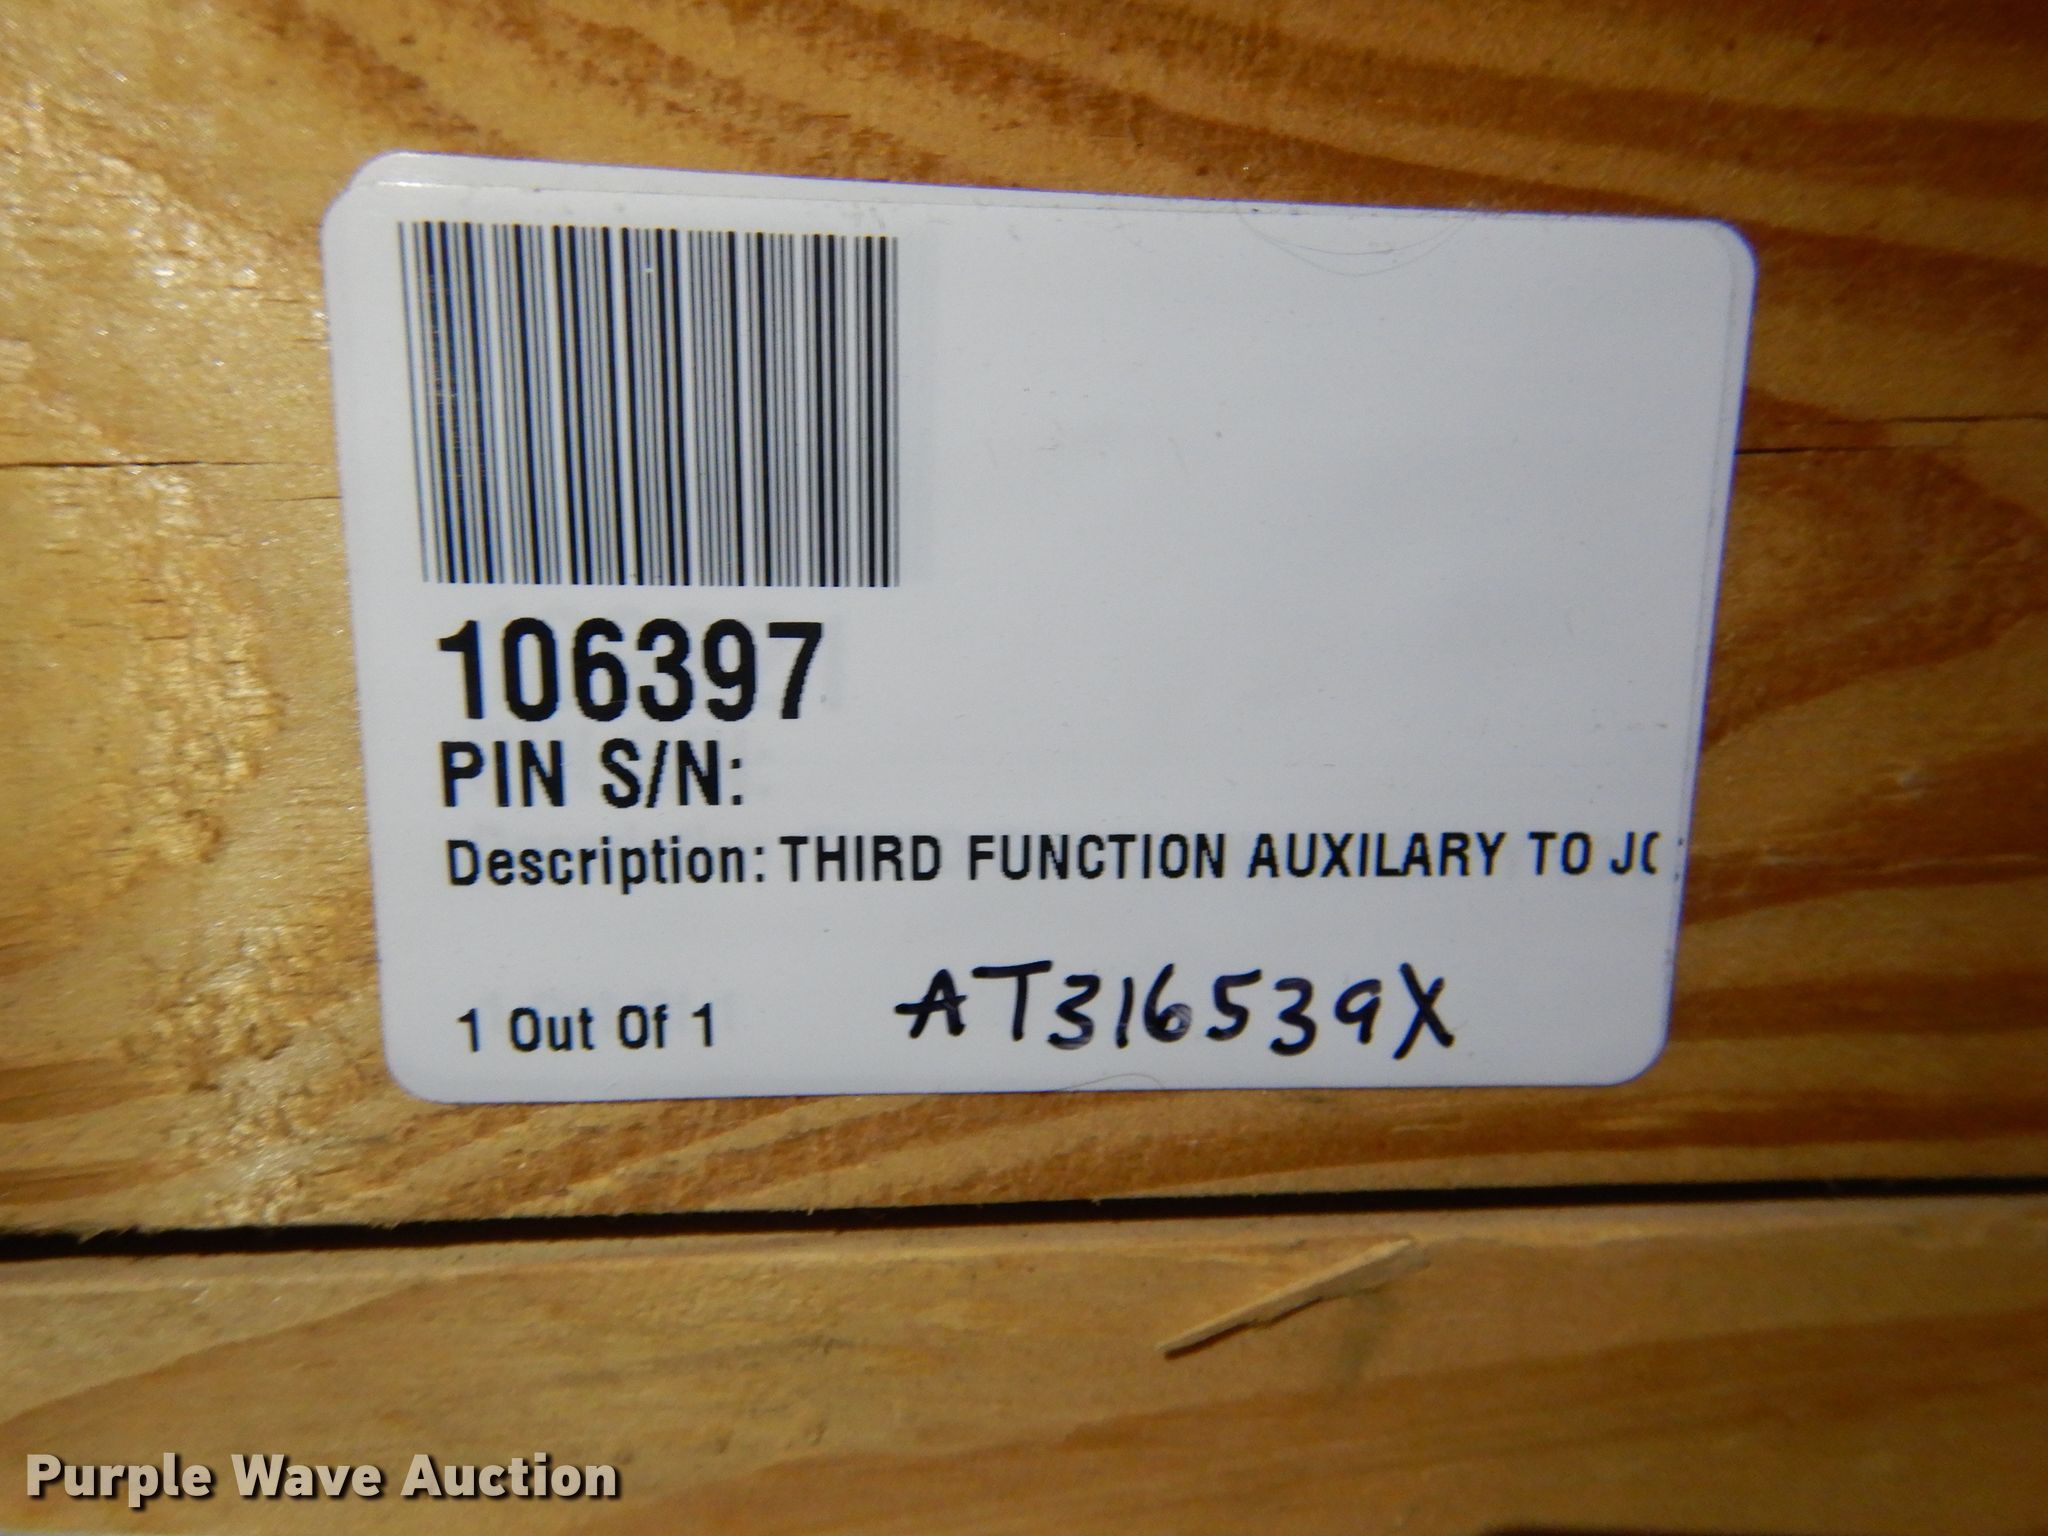 106397
PIN S/N:
Description: THIRD FUNCTION AUXILARY TO
1 Out Of 1
AT316539X
Purple Wave Auction